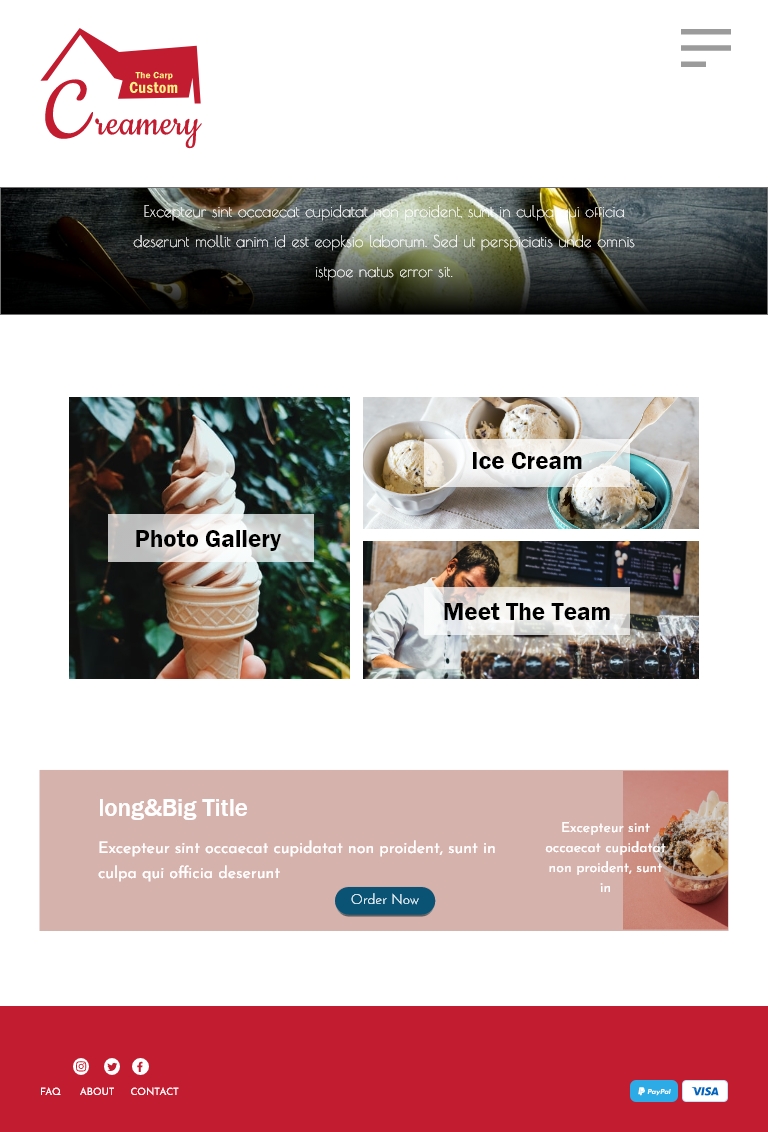 The Carp
Custom
Creamery
Excepteur sint occaecat cupidatat non proident, sunt in culpa qui officia
deserunt mollit anim id est eopksio laborum. Sed ut perspiciatis unde omnis
istpoe natus error sit.
Photo Gallery
Ice Cream
Meet The Team
long&Big Title
Excepteur sint occaecat cupidatat non proident, sunt in
culpa qui officia deserunt
Order Now
Excepteur sint
occaecat cupidatat
non proident, sunt
in
FAQ ABOUT CONTACT
PayPal VISA